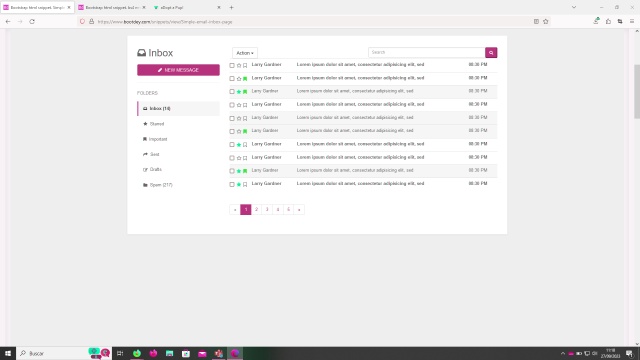 Bootstrap html snippet. Simple
Bootstrap html snippet. bs3 em
aDopt a Pup!
https://www.bootdey.com/snippets/view/Simple-email-inbox-page
Inbox
NEW MESSAGE
FOLDERS
Inbox (14)
Starred
Important
Sent
Drafts
Spam (217)
Action
Search
Larry Gardner Lorem ipsum dolor sit amet, consectetur adipisicing elit, sed 08:30 PM
Larry Gardner Lorem ipsum dolor sit amet, consectetur adipisicing elit, sed 08:30 PM
Larry Gardner Lorem ipsum dolor sit amet, consectetur adipisicing elit, sed 08:30 PM
Larry Gardner Lorem ipsum dolor sit amet, consectetur adipisicing elit, sed 08:30 PM
Larry Gardner Lorem ipsum dolor sit amet, consectetur adipisicing elit, sed 08:30 PM
Larry Gardner Lorem ipsum dolor sit amet, consectetur adipisicing elit, sed 08:30 PM
Larry Gardner Lorem ipsum dolor sit amet, consectetur adipisicing elit, sed 08:30 PM
Larry Gardner Lorem ipsum dolor sit amet, consectetur adipisicing elit, sed 08:30 PM
Larry Gardner Lorem ipsum dolor sit amet, consectetur adipisicing elit, sed 08:30 PM
Larry Gardner Lorem ipsum dolor sit amet, consectetur adipisicing elit, sed 08:30 PM
« 1 2 3 4 5 »
Buscar